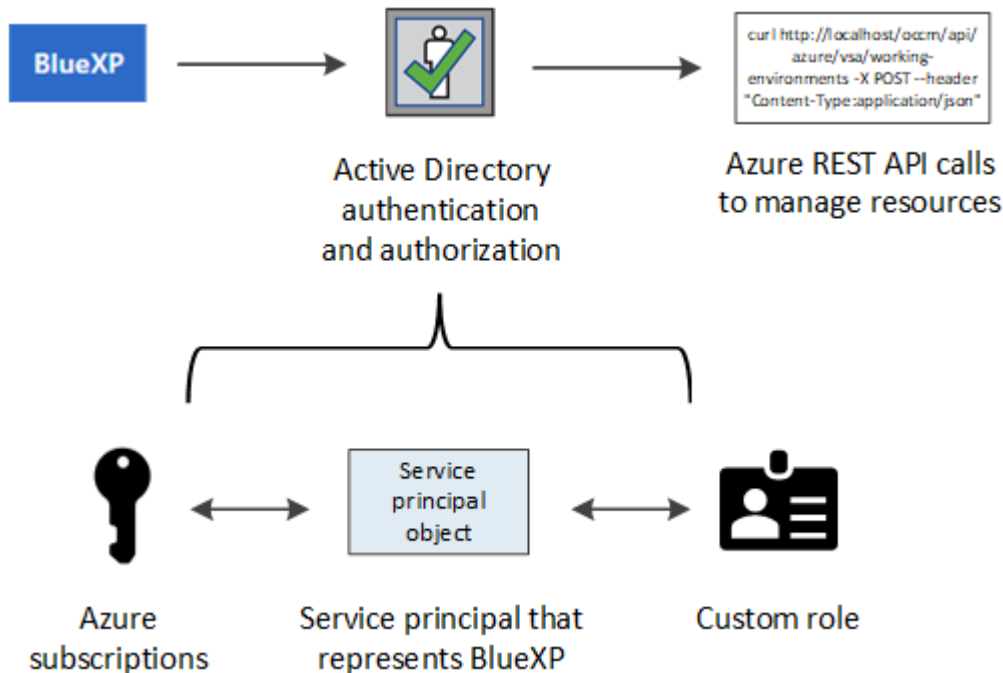 BlueXP
curl http://localhost/occm/api/
azure/vsa/working-
environments -X POST --header
"Content-Type:application/json"
Active Directory
authentication
and authorization
Azure REST API calls
to manage resources
Service
principal
object
Azure
subscriptions
Service principal that
represents BlueXP
Custom role